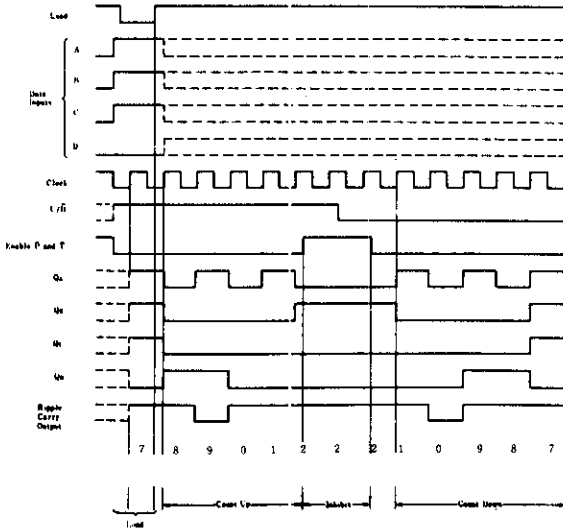 Load
A
B
C
D
Data
Inputs
Clock
U/D̄
Enable P and T
QA
QB
QC
QD
Ripple
Carry
Output
7 8 9 0 1 2 2 2 1 0 9 8 7
Count Up
Inhibit
Count Down
Load